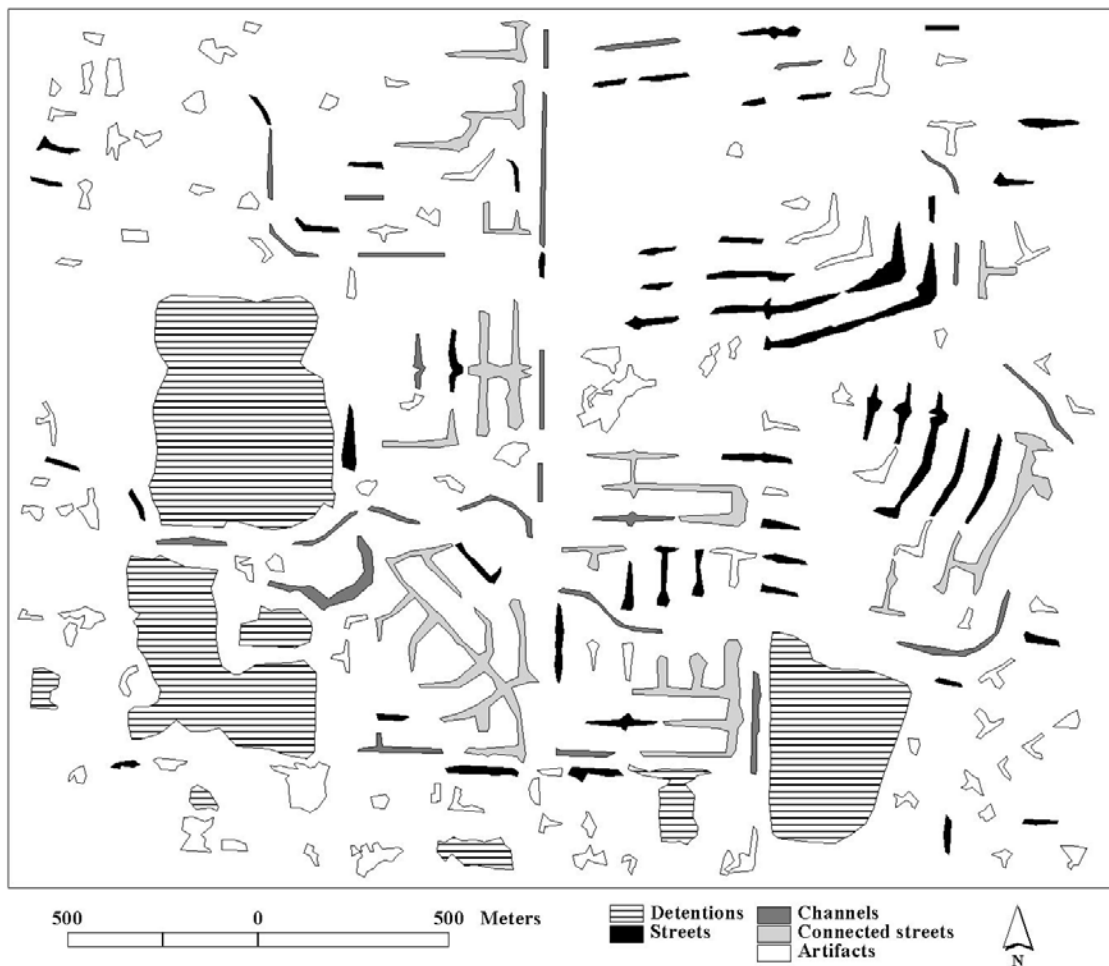 500 0 500 Meters
Detentions
Streets
Channels
Connected streets
Artifacts
N